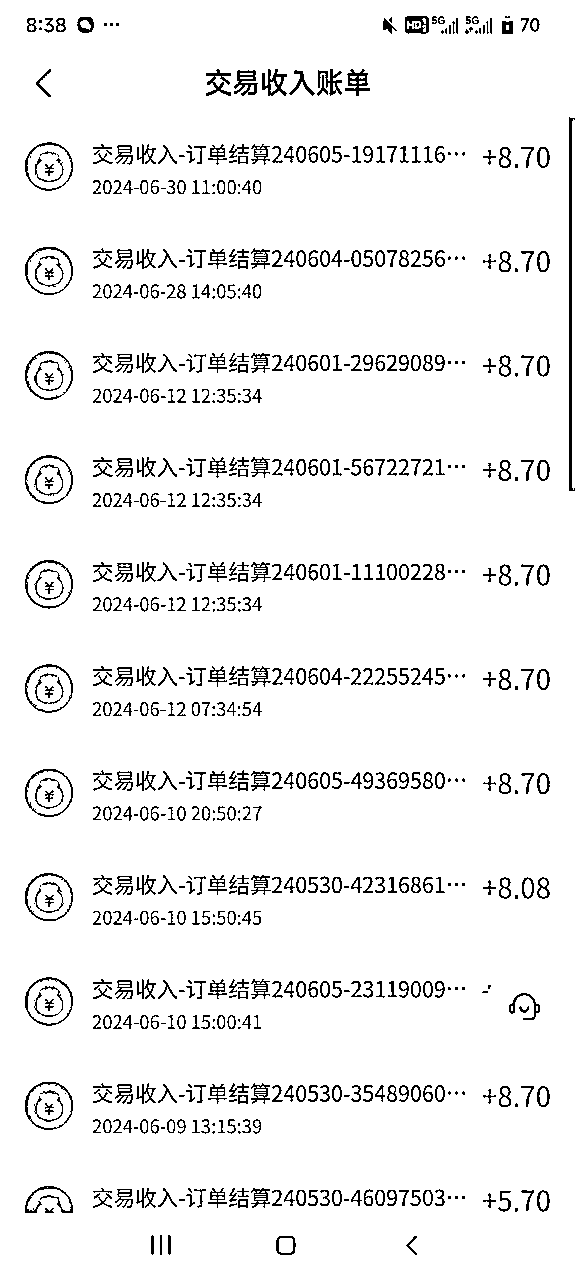 8:38 ··· HD 5G 5G 70
交易收入账单
交易收入-订单结算240605-19171116··· +8.70
2024-06-30 11:00:40
交易收入-订单结算240604-05078256··· +8.70
2024-06-28 14:05:40
交易收入-订单结算240601-29629089··· +8.70
2024-06-12 12:35:34
交易收入-订单结算240601-56722721··· +8.70
2024-06-12 12:35:34
交易收入-订单结算240601-11100228··· +8.70
2024-06-12 12:35:34
交易收入-订单结算240604-22255245··· +8.70
2024-06-12 07:34:54
交易收入-订单结算240605-49369580··· +8.70
2024-06-10 20:50:27
交易收入-订单结算240530-42316861··· +8.08
2024-06-10 15:50:45
交易收入-订单结算240605-23119009···
2024-06-10 15:00:41
交易收入-订单结算240530-35489060··· +8.70
2024-06-09 13:15:39
交易收入-订单结算240530-46097503··· +5.70